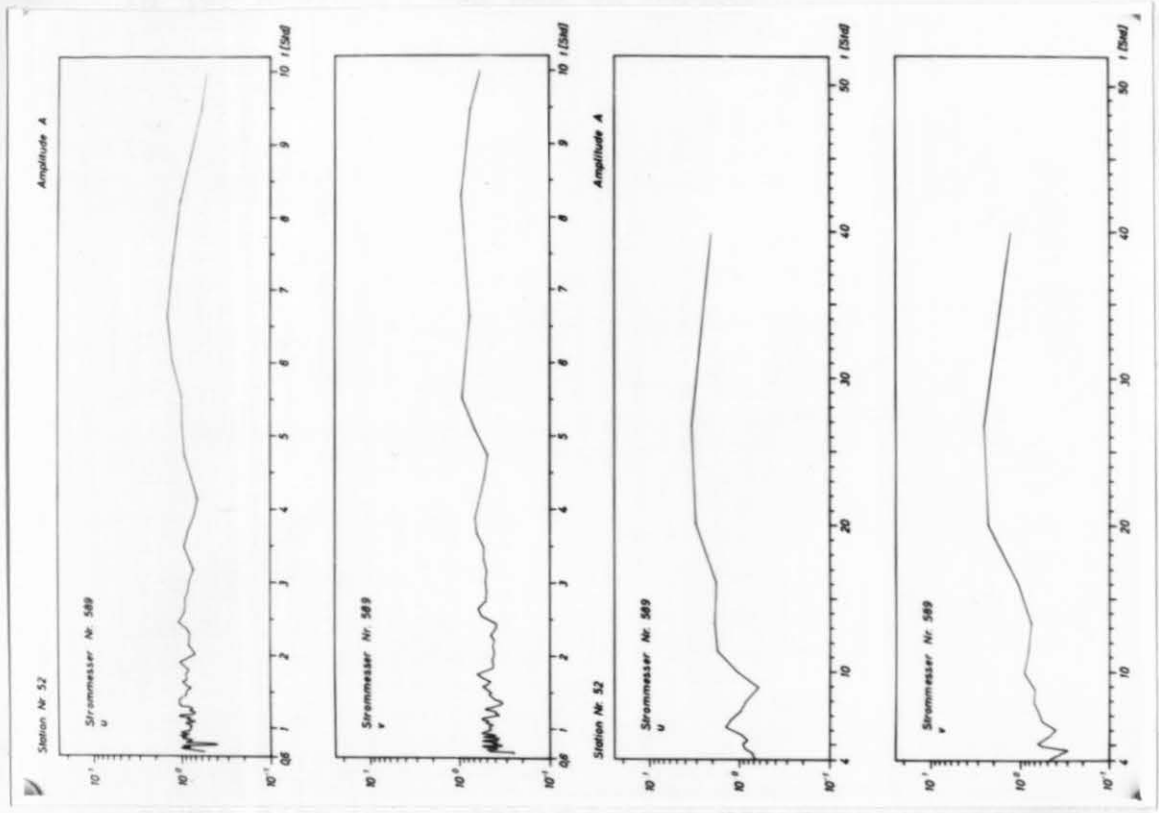 Station Nr. 52 Amplitude A
Strommesser Nr. 589
u
10¹
10⁰
10⁻¹
0,6 1 2 3 4 5 6 7 8 9 10 t [Std]
Strommesser Nr. 589
v
10¹
10⁰
10⁻¹
0,6 1 2 3 4 5 6 7 8 9 10 t [Std]
Station Nr. 52 Amplitude A
Strommesser Nr. 589
u
10¹
10⁰
10⁻¹
4 10 20 30 40 50 t [Std]
Strommesser Nr. 589
v
10¹
10⁰
10⁻¹
4 10 20 30 40 50 t [Std]